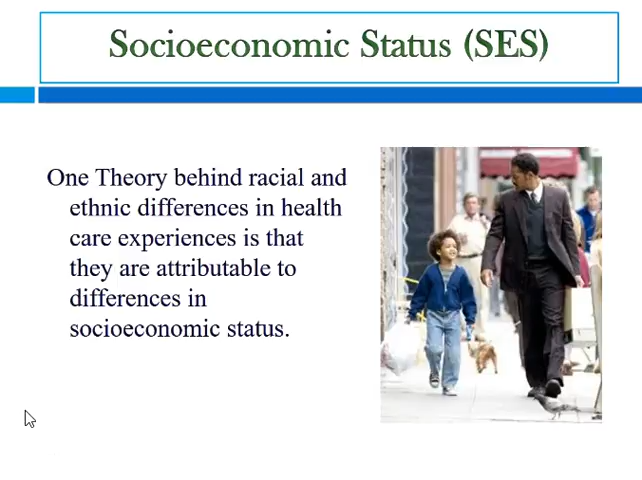 Socioeconomic Status (SES)
One Theory behind racial and
ethnic differences in health
care experiences is that
they are attributable to
differences in
socioeconomic status.